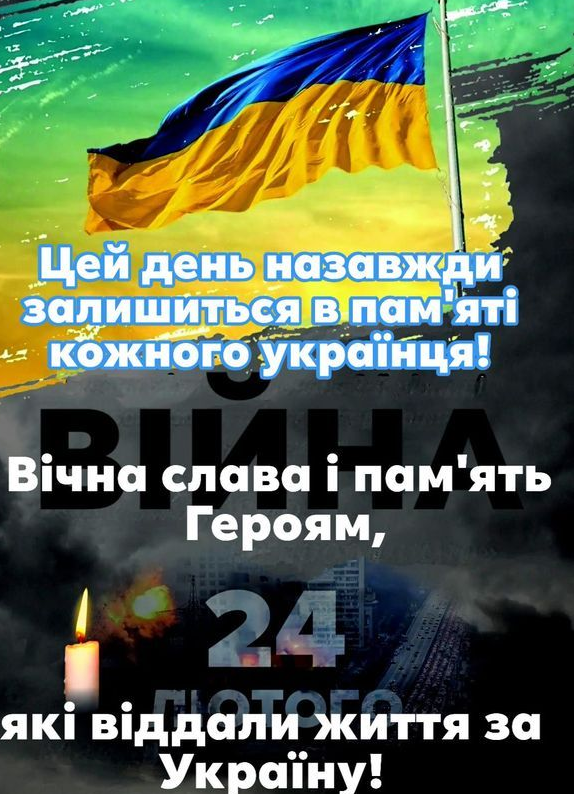 Цей день назавжди
залишиться в пам'яті
кожного українця!
ВІЙНА
Вічна слава і пам'ять
Героям,
24
ЛЮТОГО
які віддали життя за
Україну!